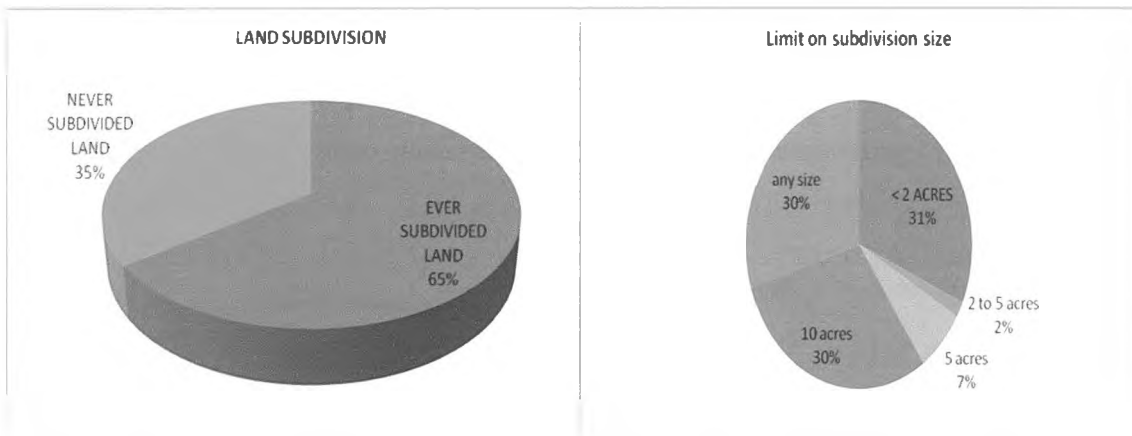 LAND SUBDIVISION
NEVER
SUBDIVIDED
LAND
35%
EVER
SUBDIVIDED
LAND
65%
Limit on subdivision size
any size
30%
< 2 ACRES
31%
2 to 5 acres
2%
5 acres
7%
10 acres
30%